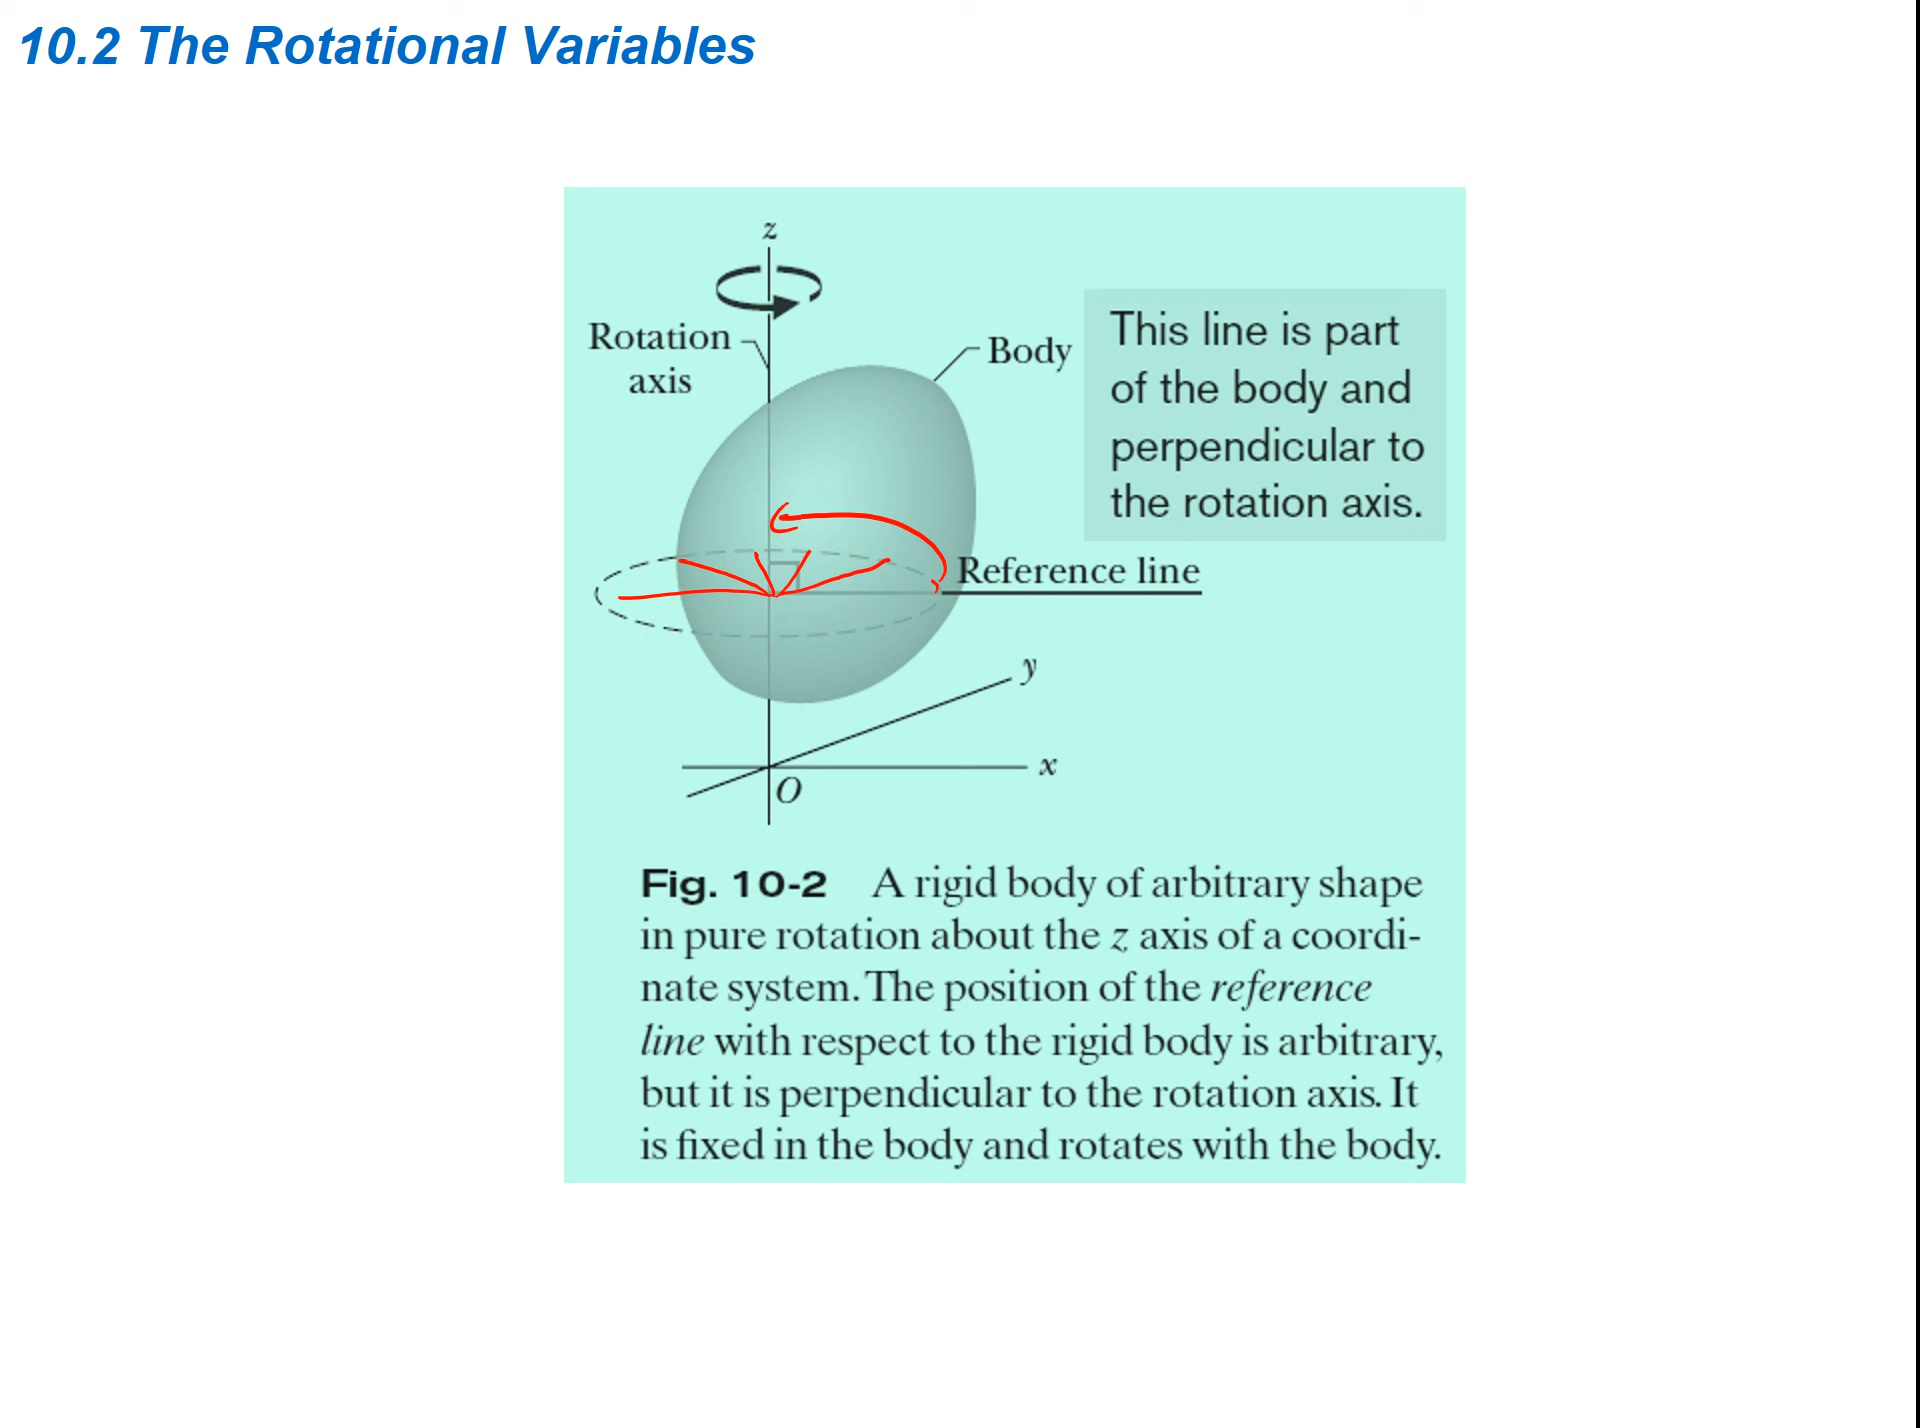 10.2 The Rotational Variables
z
Rotation
axis
Body
This line is part
of the body and
perpendicular to
the rotation axis.
Reference line
y
x
O
Fig. 10-2 A rigid body of arbitrary shape
in pure rotation about the z axis of a coordi-
nate system. The position of the reference
line with respect to the rigid body is arbitrary,
but it is perpendicular to the rotation axis. It
is fixed in the body and rotates with the body.